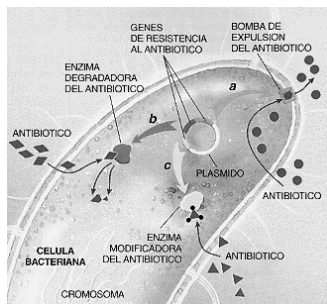 GENES
DE RESISTENCIA
AL ANTIBIOTICO
BOMBA DE
EXPULSION
DEL ANTIBIOTICO
ENZIMA
DEGRADADORA
DEL ANTIBIOTICO
a
b
ANTIBIOTICO
c
PLASMIDO
ANTIBIOTICO
ENZIMA
MODIFICADORA
DEL ANTIBIOTICO
ANTIBIOTICO
CELULA
BACTERIANA
CROMOSOMA